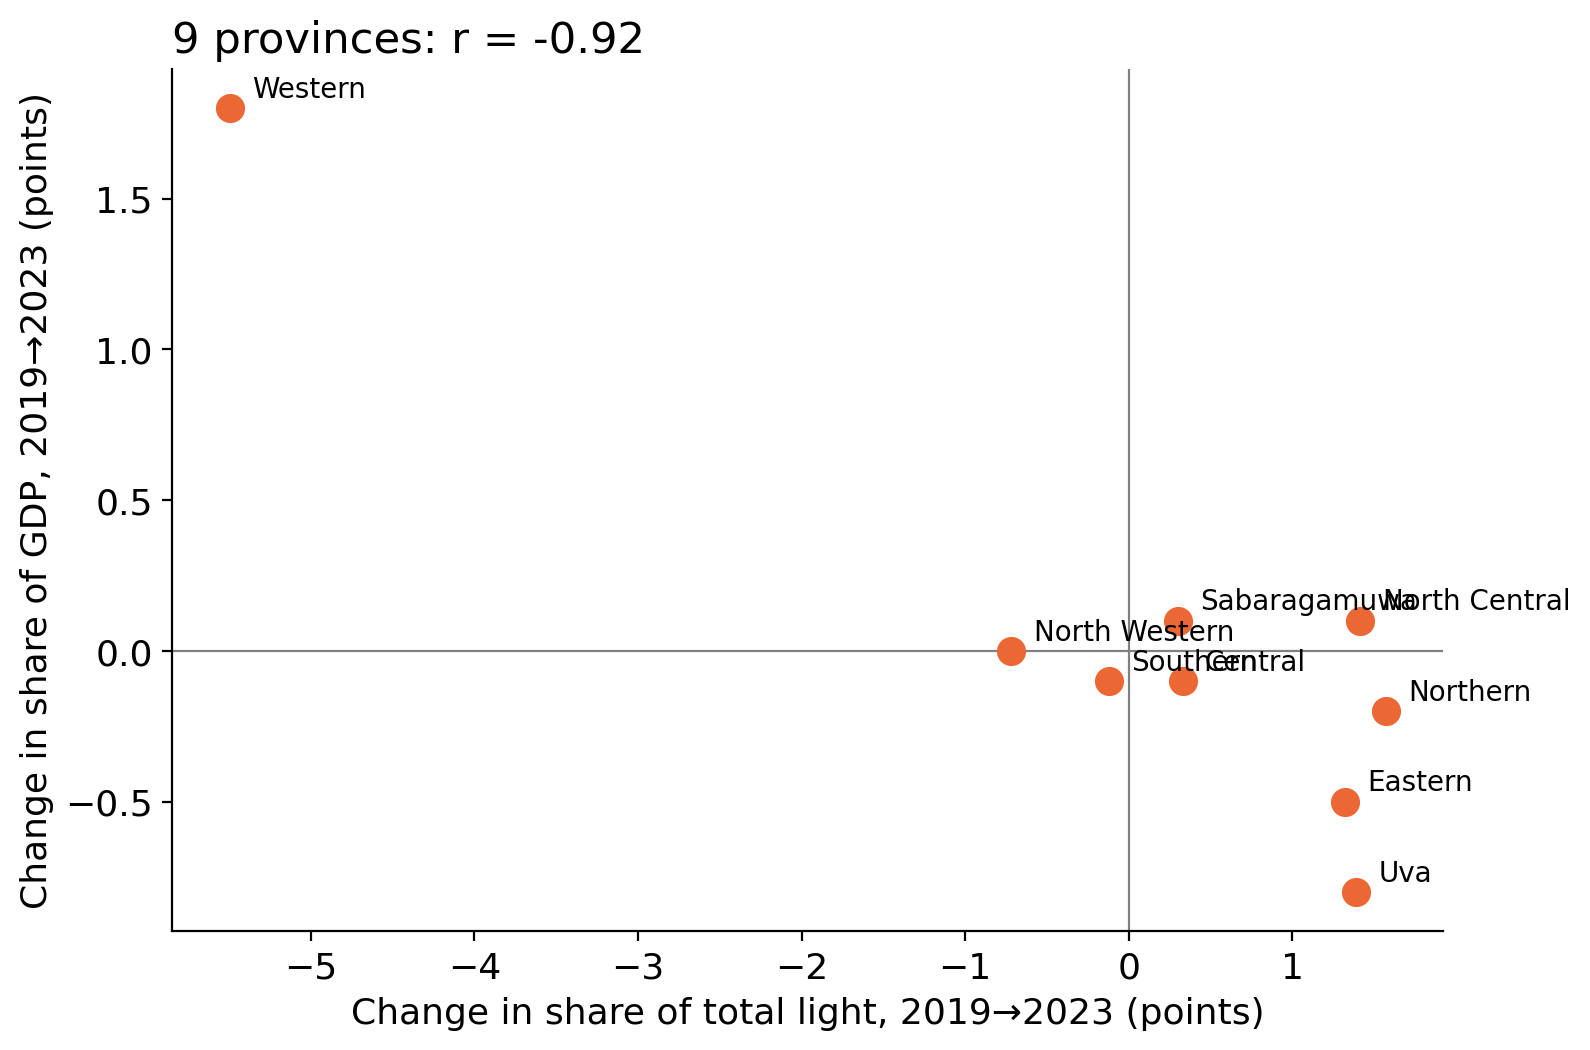 9 provinces: r = -0.92
Western
Sabaragamuwa
North Central
North Western
Southern
Central
Northern
Eastern
Uva
1.5
1.0
0.5
0.0
−0.5
−5
−4
−3
−2
−1
0
1
Change in share of total light, 2019→2023 (points)
Change in share of GDP, 2019→2023 (points)